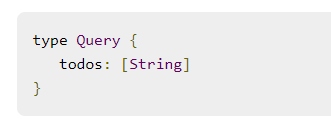 type Query {
   todos: [String]
}